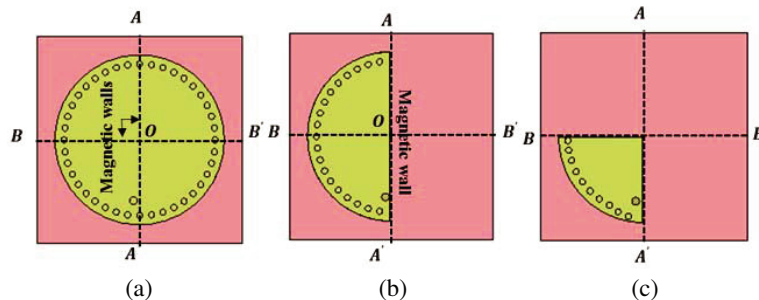 A
B
Magnetic walls
O
B'
A'
(a)
A
B
O
Magnetic wall
B'
A'
(b)
A
B
B
A'
(c)